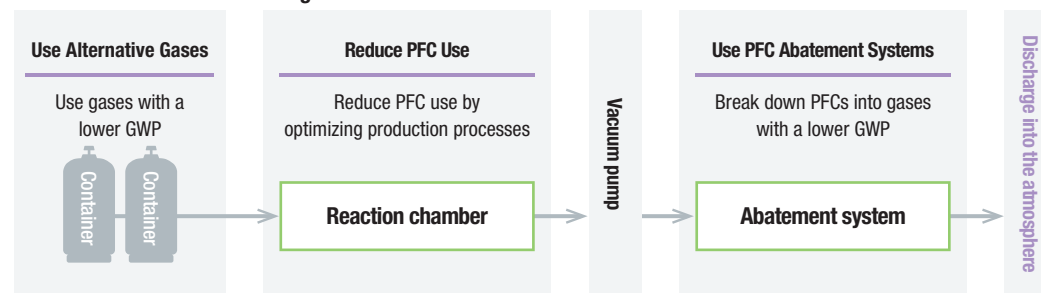 Use Alternative Gases
Use gases with a
lower GWP
Container
Container
Reduce PFC Use
Reduce PFC use by
optimizing production processes
Reaction chamber
Vacuum pump
Use PFC Abatement Systems
Break down PFCs into gases
with a lower GWP
Abatement system
Discharge into the atmosphere